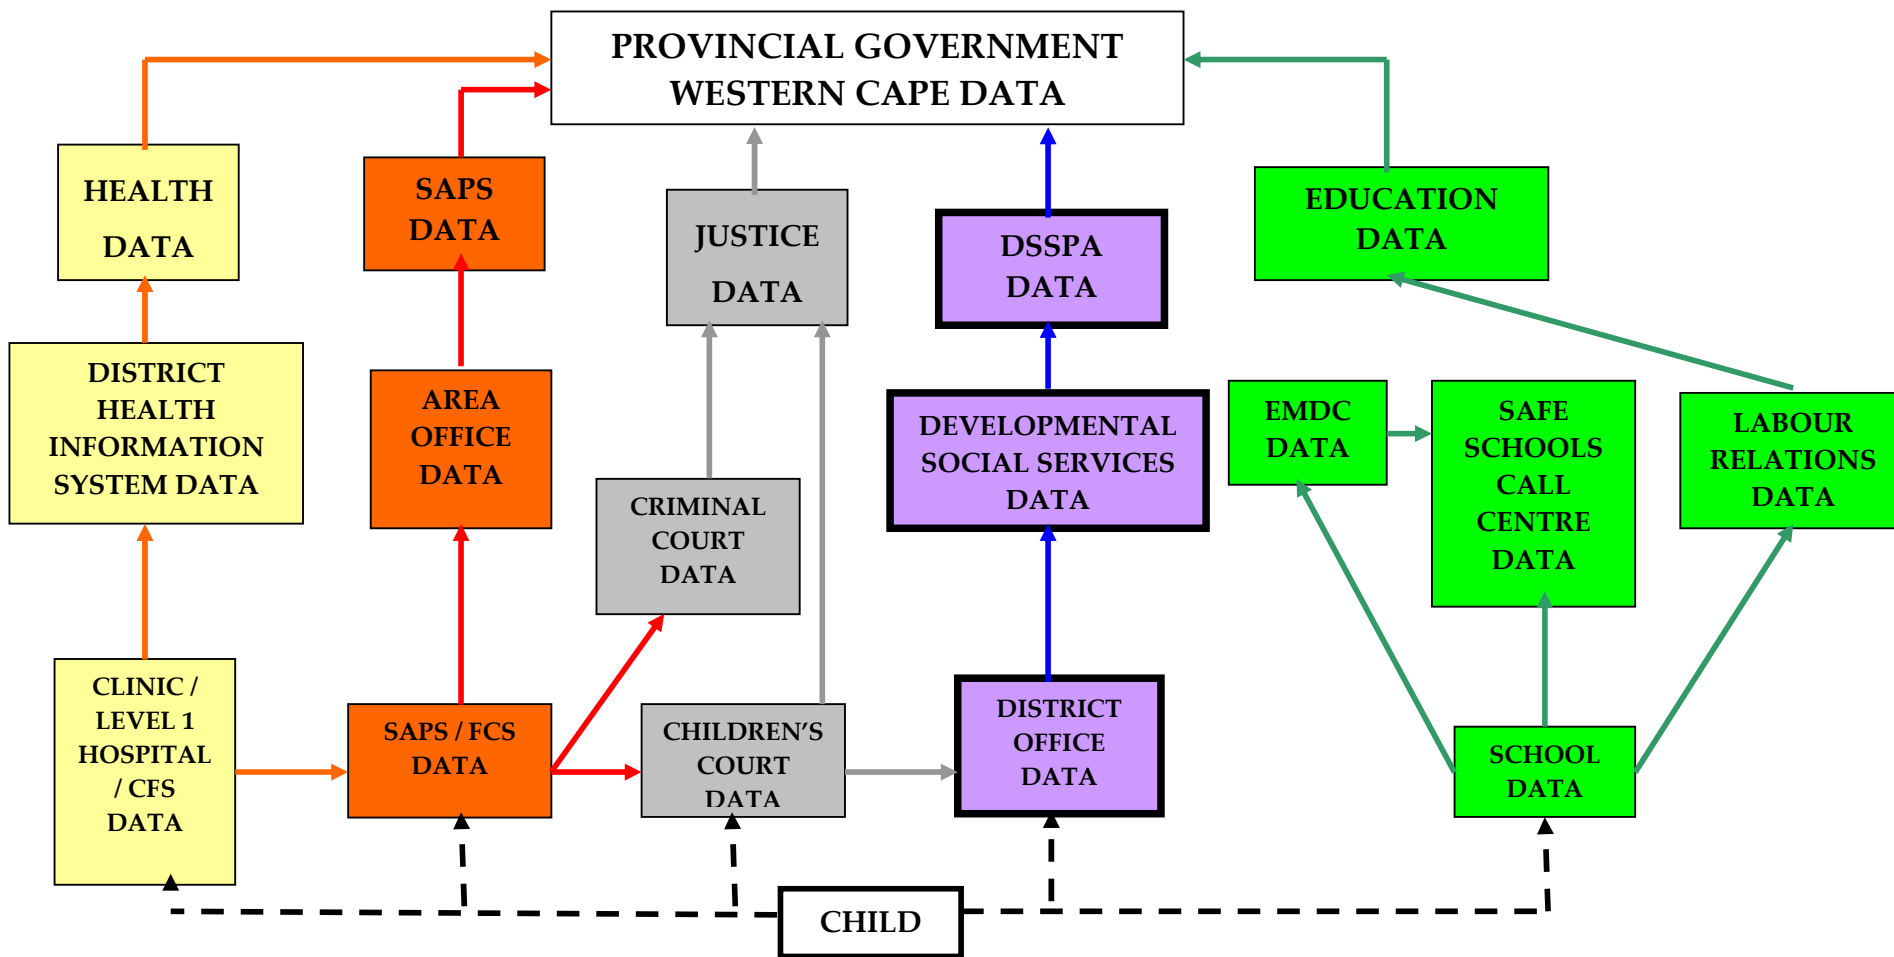 PROVINCIAL GOVERNMENT
WESTERN CAPE DATA
HEALTH
DATA
SAPS
DATA
JUSTICE
DATA
DSSPA
DATA
EDUCATION
DATA
DISTRICT
HEALTH
INFORMATION
SYSTEM DATA
AREA
OFFICE
DATA
CRIMINAL
COURT
DATA
DEVELOPMENTAL
SOCIAL SERVICES
DATA
EMDC
DATA
SAFE
SCHOOLS
CALL
CENTRE
DATA
LABOUR
RELATIONS
DATA
CLINIC /
LEVEL 1
HOSPITAL
/ CFS
DATA
SAPS / FCS
DATA
CHILDREN'S
COURT
DATA
DISTRICT
OFFICE
DATA
SCHOOL
DATA
CHILD